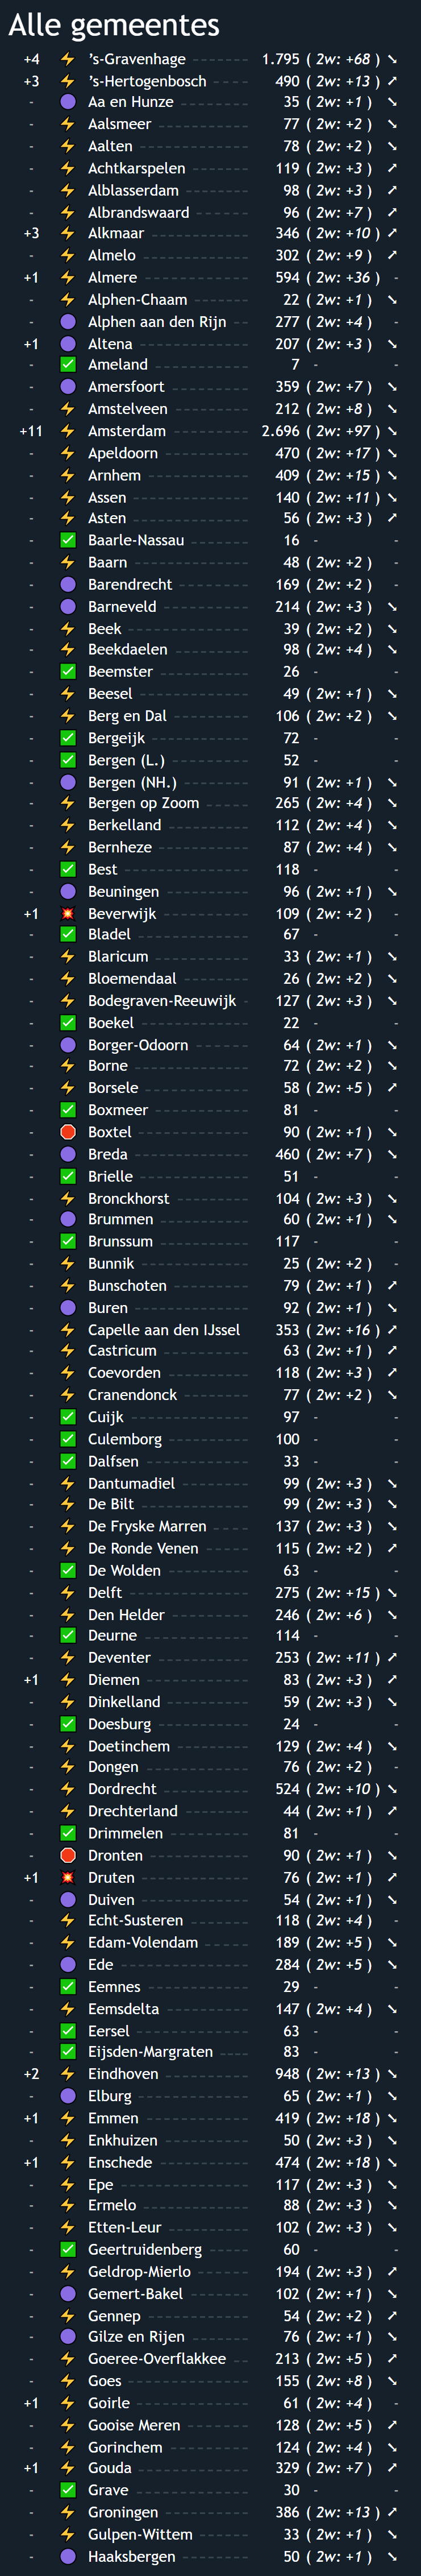 Alle gemeentes
+4 ⚡ ’s-Gravenhage 1.795 ( 2w: +68 ) ➘
+3 ⚡ ’s-Hertogenbosch 490 ( 2w: +13 ) ➚
- 🟣 Aa en Hunze 35 ( 2w: +1 ) ➘
- ⚡ Aalsmeer 77 ( 2w: +2 ) ➘
- ⚡ Aalten 78 ( 2w: +2 ) ➘
- ⚡ Achtkarspelen 119 ( 2w: +3 ) ➚
- ⚡ Alblasserdam 98 ( 2w: +3 ) ➚
- ⚡ Albrandswaard 96 ( 2w: +7 ) ➚
+3 ⚡ Alkmaar 346 ( 2w: +10 ) ➚
- ⚡ Almelo 302 ( 2w: +9 ) ➚
+1 ⚡ Almere 594 ( 2w: +36 ) -
- ⚡ Alphen-Chaam 22 ( 2w: +1 ) ➘
- 🟣 Alphen aan den Rijn 277 ( 2w: +4 ) -
+1 🟣 Altena 207 ( 2w: +3 ) ➘
- ✅ Ameland 7 - -
- 🟣 Amersfoort 359 ( 2w: +7 ) ➘
- ⚡ Amstelveen 212 ( 2w: +8 ) ➘
+11 ⚡ Amsterdam 2.696 ( 2w: +97 ) ➘
- ⚡ Apeldoorn 470 ( 2w: +17 ) ➘
- ⚡ Arnhem 409 ( 2w: +15 ) ➘
- ⚡ Assen 140 ( 2w: +11 ) ➘
- ⚡ Asten 56 ( 2w: +3 ) ➚
- ✅ Baarle-Nassau 16 - -
- ⚡ Baarn 48 ( 2w: +2 ) -
- 🟣 Barendrecht 169 ( 2w: +2 ) -
- 🟣 Barneveld 214 ( 2w: +3 ) ➘
- ⚡ Beek 39 ( 2w: +2 ) ➘
- ⚡ Beekdaelen 98 ( 2w: +4 ) ➘
- ✅ Beemster 26 - -
- ⚡ Beesel 49 ( 2w: +1 ) ➘
- ⚡ Berg en Dal 106 ( 2w: +2 ) ➘
- ✅ Bergeijk 72 - -
- ✅ Bergen (L.) 52 - -
- 🟣 Bergen (NH.) 91 ( 2w: +1 ) ➘
- ⚡ Bergen op Zoom 265 ( 2w: +4 ) ➘
- ⚡ Berkelland 112 ( 2w: +4 ) ➘
- ⚡ Bernheze 87 ( 2w: +4 ) ➘
- ✅ Best 118 - -
- 🟣 Beuningen 96 ( 2w: +1 ) ➘
+1 💥 Beverwijk 109 ( 2w: +2 ) -
- ✅ Bladel 67 - -
- ⚡ Blaricum 33 ( 2w: +1 ) ➘
- ⚡ Bloemendaal 26 ( 2w: +2 ) ➘
- ⚡ Bodegraven-Reeuwijk 127 ( 2w: +3 ) ➘
- ✅ Boekel 22 - -
- 🟣 Borger-Odoorn 64 ( 2w: +1 ) ➘
- ⚡ Borne 72 ( 2w: +2 ) ➘
- ⚡ Borsele 58 ( 2w: +5 ) ➚
- ✅ Boxmeer 81 - -
- 🛑 Boxtel 90 ( 2w: +1 ) ➘
- 🟣 Breda 460 ( 2w: +7 ) ➘
- ✅ Brielle 51 - -
- ⚡ Bronckhorst 104 ( 2w: +3 ) ➘
- 🟣 Brummen 60 ( 2w: +1 ) ➘
- ✅ Brunssum 117 - -
- ⚡ Bunnik 25 ( 2w: +2 ) -
- ⚡ Bunschoten 79 ( 2w: +1 ) ➚
- 🟣 Buren 92 ( 2w: +1 ) ➘
- ⚡ Capelle aan den IJssel 353 ( 2w: +16 ) ➚
- ⚡ Castricum 63 ( 2w: +1 ) ➚
- ⚡ Coevorden 118 ( 2w: +3 ) ➚
- ⚡ Cranendonck 77 ( 2w: +2 ) ➘
- ✅ Cuijk 97 - -
- ✅ Culemborg 100 - -
- ✅ Dalfsen 33 - -
- ⚡ Dantumadiel 99 ( 2w: +3 ) ➘
- ⚡ De Bilt 99 ( 2w: +3 ) ➘
- ⚡ De Fryske Marren 137 ( 2w: +3 ) ➘
- ⚡ De Ronde Venen 115 ( 2w: +2 ) ➚
- ✅ De Wolden 63 - -
- ⚡ Delft 275 ( 2w: +15 ) ➘
- ⚡ Den Helder 246 ( 2w: +6 ) ➘
- ✅ Deurne 114 - -
- ⚡ Deventer 253 ( 2w: +11 ) ➚
+1 ⚡ Diemen 83 ( 2w: +3 ) ➚
- ⚡ Dinkelland 59 ( 2w: +3 ) ➘
- ✅ Doesburg 24 - -
- ⚡ Doetinchem 129 ( 2w: +4 ) ➘
- ⚡ Dongen 76 ( 2w: +2 ) -
- ⚡ Dordrecht 524 ( 2w: +10 ) ➘
- ⚡ Drechterland 44 ( 2w: +1 ) ➚
- ✅ Drimmelen 81 - -
- 🛑 Dronten 90 ( 2w: +1 ) ➘
+1 💥 Druten 76 ( 2w: +1 ) ➚
- 🟣 Duiven 54 ( 2w: +1 ) ➘
- ⚡ Echt-Susteren 118 ( 2w: +4 ) -
- ⚡ Edam-Volendam 189 ( 2w: +5 ) ➘
- 🟣 Ede 284 ( 2w: +5 ) ➘
- ✅ Eemnes 29 - -
- ⚡ Eemsdelta 147 ( 2w: +4 ) ➘
- ✅ Eersel 63 - -
- ✅ Eijsden-Margraten 83 - -
+2 ⚡ Eindhoven 948 ( 2w: +13 ) ➘
- 🟣 Elburg 65 ( 2w: +1 ) ➘
+1 ⚡ Emmen 419 ( 2w: +18 ) ➘
- ⚡ Enkhuizen 50 ( 2w: +3 ) ➘
+1 ⚡ Enschede 474 ( 2w: +18 ) ➘
- ⚡ Epe 117 ( 2w: +3 ) ➘
- ⚡ Ermelo 88 ( 2w: +3 ) ➘
- ⚡ Etten-Leur 102 ( 2w: +3 ) ➘
- ✅ Geertruidenberg 60 - -
- ⚡ Geldrop-Mierlo 194 ( 2w: +3 ) ➚
- 🟣 Gemert-Bakel 102 ( 2w: +1 ) ➘
- ⚡ Gennep 54 ( 2w: +2 ) ➚
- 🟣 Gilze en Rijen 76 ( 2w: +1 ) ➘
- ⚡ Goeree-Overflakkee 213 ( 2w: +5 ) ➚
- ⚡ Goes 155 ( 2w: +8 ) ➘
+1 ⚡ Goirle 61 ( 2w: +4 ) -
- ⚡ Gooise Meren 128 ( 2w: +5 ) ➚
- ⚡ Gorinchem 124 ( 2w: +4 ) ➘
+1 ⚡ Gouda 329 ( 2w: +7 ) ➚
- ✅ Grave 30 - -
- ⚡ Groningen 386 ( 2w: +13 ) ➚
- ⚡ Gulpen-Wittem 33 ( 2w: +1 ) ➘
- 🟣 Haaksbergen 50 ( 2w: +1 ) ➘